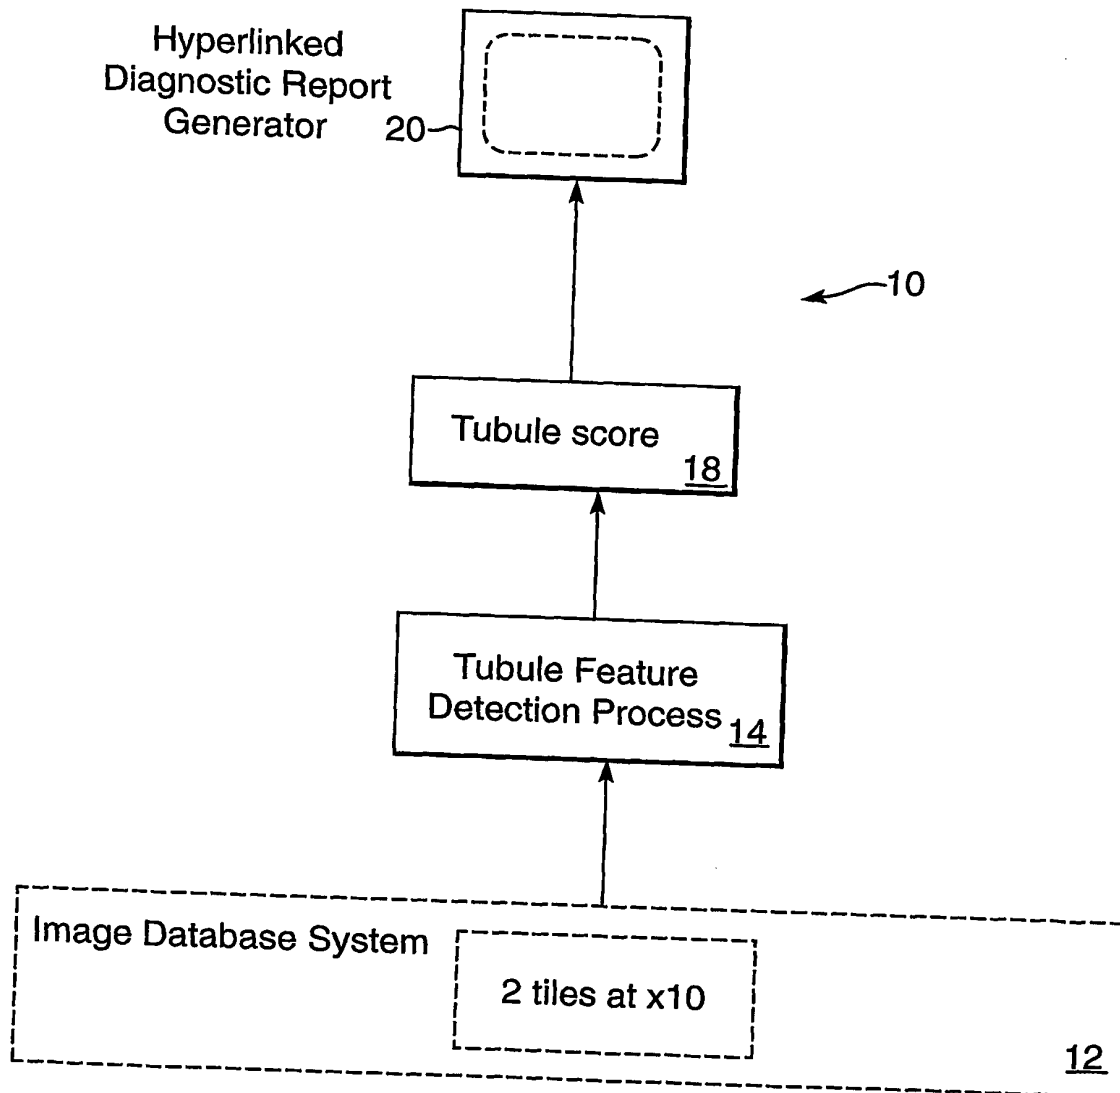 Hyperlinked
Diagnostic Report
Generator
20
10
Tubule score
18
Tubule Feature
Detection Process
14
Image Database System
2 tiles at x10
12